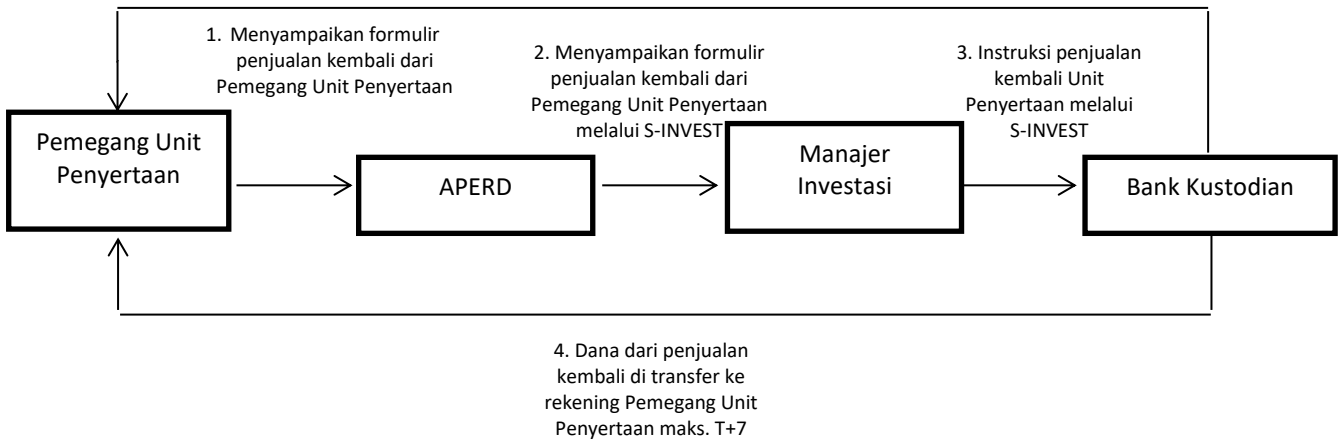 1. Menyampaikan formulir
penjualan kembali dari
Pemegang Unit Penyertaan
2. Menyampaikan formulir
penjualan kembali dari
Pemegang Unit Penyertaan
melalui S-INVEST
3. Instruksi penjualan
kembali Unit
Penyertaan melalui
S-INVEST
Pemegang Unit
Penyertaan
APERD
Manajer
Investasi
Bank Kustodian
4. Dana dari penjualan
kembali di transfer ke
rekening Pemegang Unit
Penyertaan maks. T+7